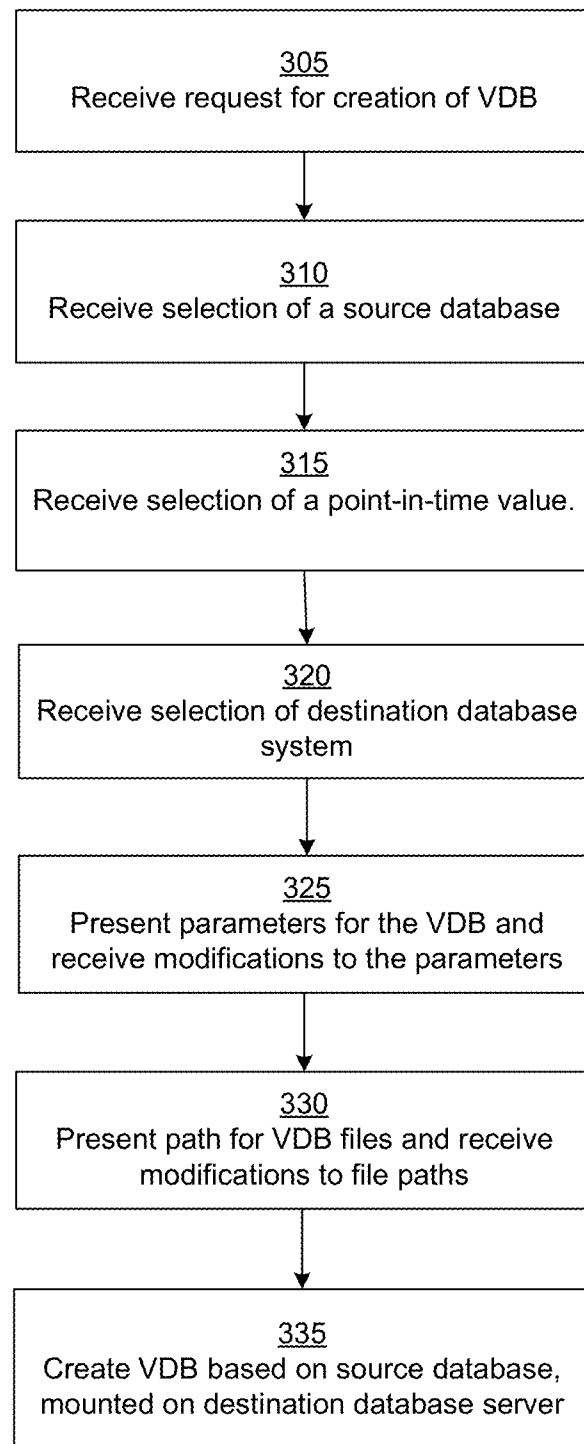 305
Receive request for creation of VDB
310
Receive selection of a source database
315
Receive selection of a point-in-time value.
320
Receive selection of destination database
system
325
Present parameters for the VDB and
receive modifications to the parameters
330
Present path for VDB files and receive
modifications to file paths
335
Create VDB based on source database,
mounted on destination database server